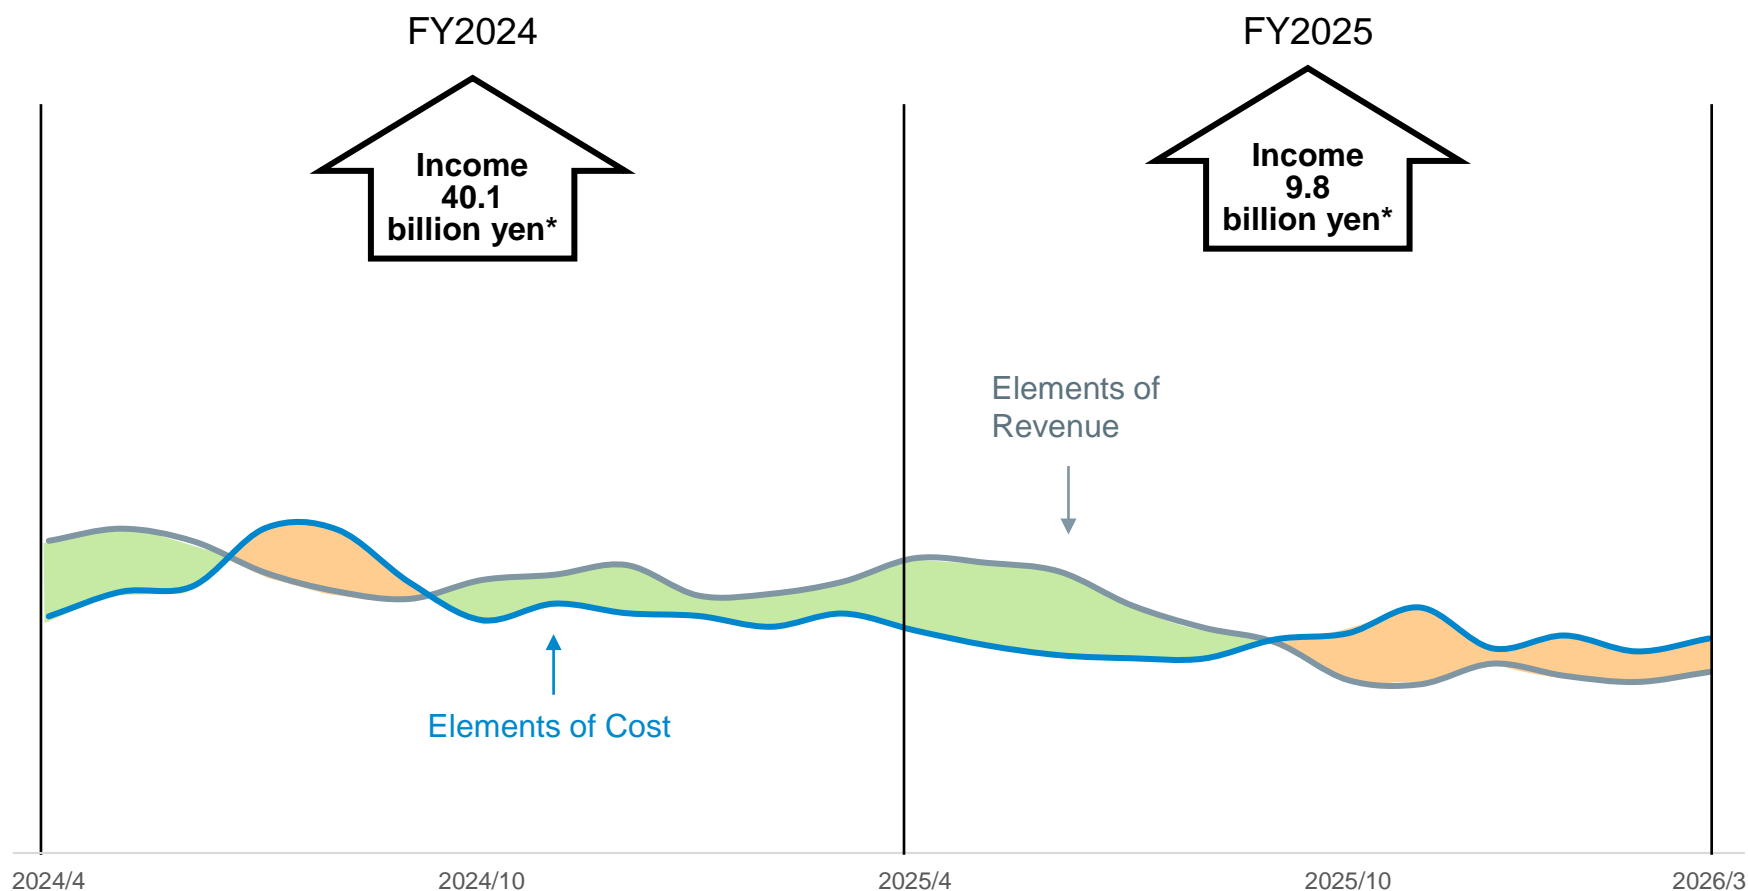 FY2024
FY2025
Income
40.1
billion yen*
Income
9.8
billion yen*
Elements of
Revenue
Elements of Cost
2024/4
2024/10
2025/4
2025/10
2026/3